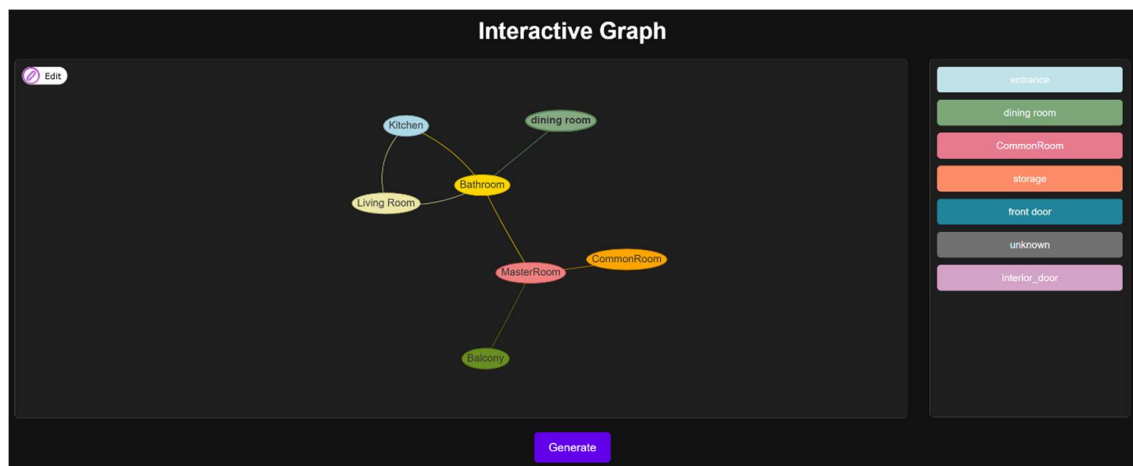 Interactive Graph
Edit
Kitchen
dining room
Bathroom
Living Room
CommonRoom
MasterRoom
Balcony
entrance
dining room
CommonRoom
storage
front door
unknown
interior_door
Generate